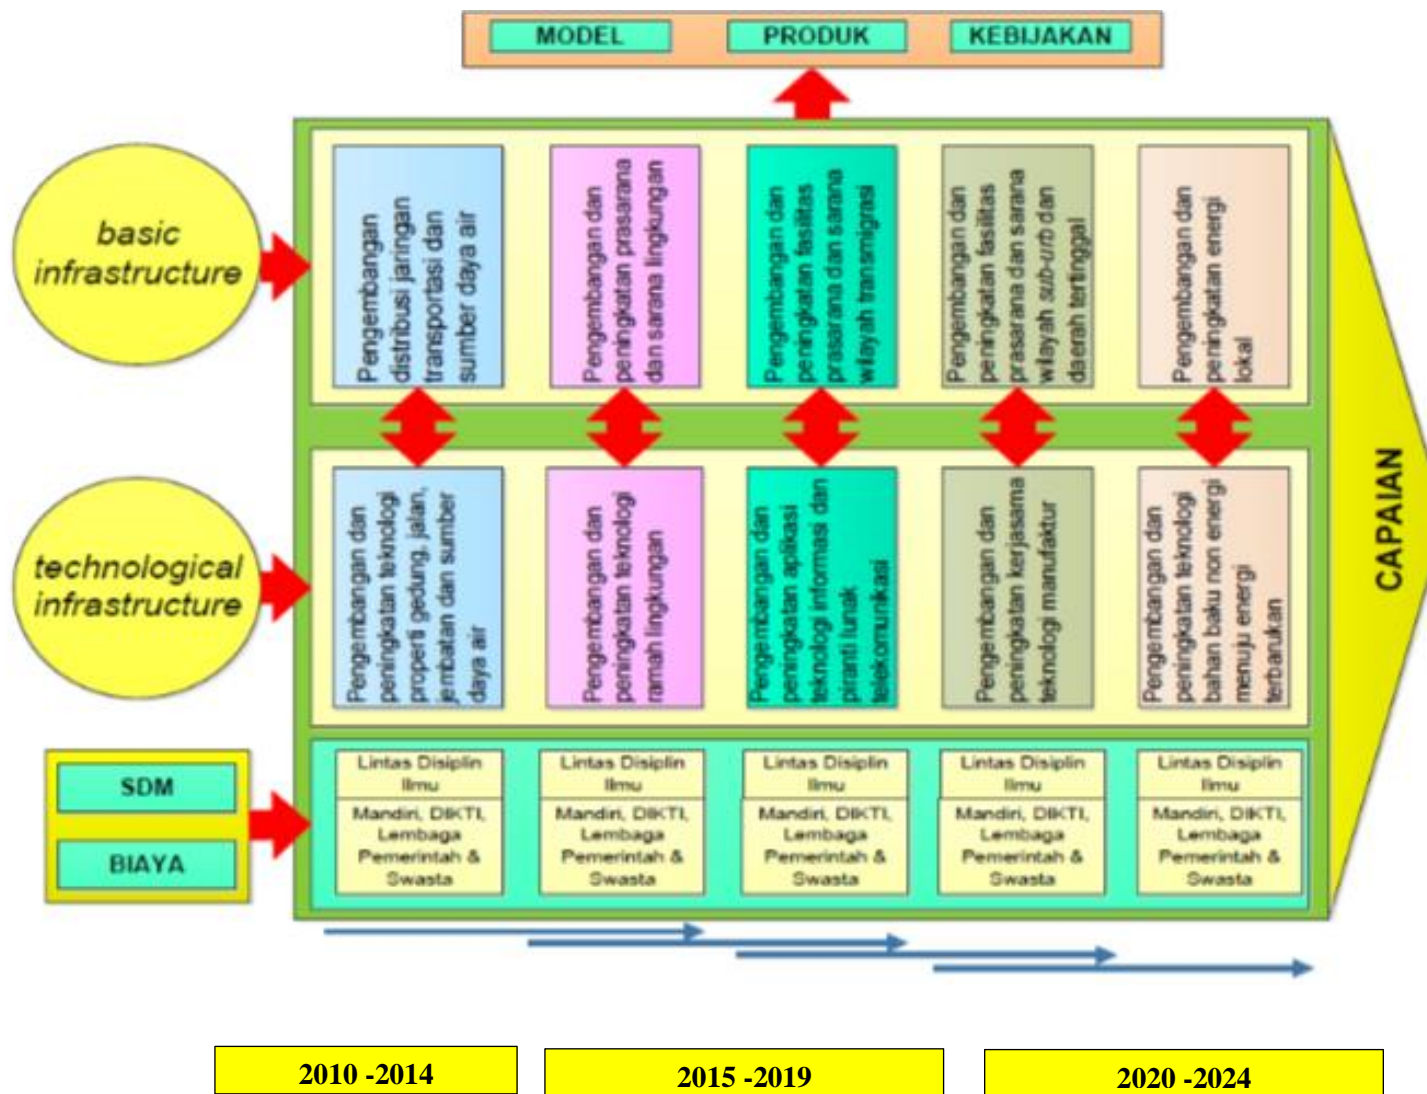 MODEL
PRODUK
KEBIJAKAN
basic
infrastructure
Pengembangan
distribusi jaringan
transportasi dan
sumber daya air
Pengembangan dan
peningkatan prasarana
dan sarana lingkungan
Pengembangan dan
peningkatan fasilitas
prasarana dan sarana
wilayah transmigrasi
Pengembangan dan
peningkatan fasilitas
prasarana dan sarana
wilayah sub-urb dan
daerah tertinggal
Pengembangan dan
peningkatan energi
lokal
technological
infrastructure
Pengembangan dan
peningkatan teknologi
properti gedung, jalan,
jembatan dan sumber
daya air
Pengembangan dan
peningkatan teknologi
ramah lingkungan
Pengembangan dan
peningkatan aplikasi
teknologi informasi dan
piranti lunak
telekomunikasi
Pengembangan dan
peningkatan kerjasama
teknologi manufaktur
Pengembangan dan
peningkatan teknologi
bahan baku non energi
menuju energi
terbarukan
CAPAIAN
SDM
BIAYA
Lintas Disiplin
Ilmu
Mandiri, DIKTI,
Lembaga
Pemerintah &
Swasta
Lintas Disiplin
Ilmu
Mandiri, DIKTI,
Lembaga
Pemerintah &
Swasta
Lintas Disiplin
Ilmu
Mandiri, DIKTI,
Lembaga
Pemerintah &
Swasta
Lintas Disiplin
Ilmu
Mandiri, DIKTI,
Lembaga
Pemerintah &
Swasta
Lintas Disiplin
Ilmu
Mandiri, DIKTI,
Lembaga
Pemerintah &
Swasta
2010 -2014
2015 -2019
2020 -2024